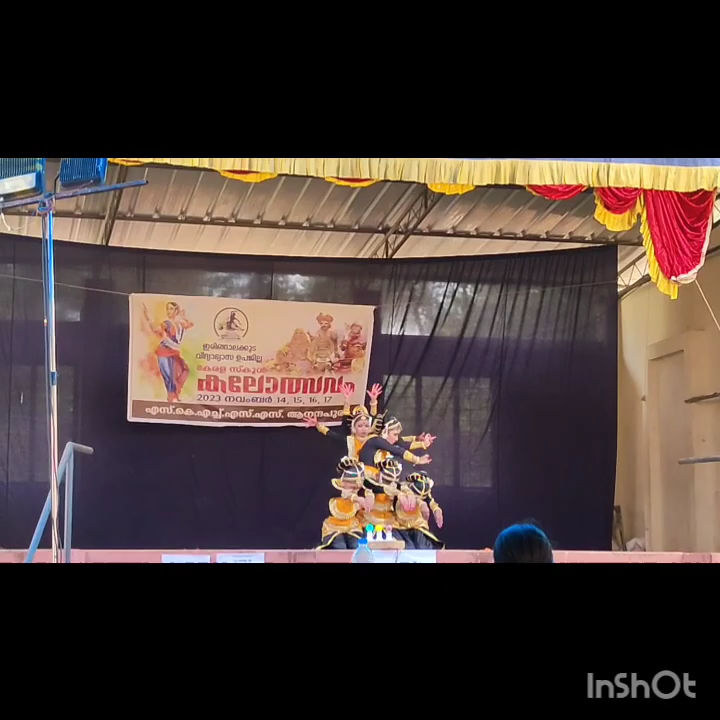 ഇരിങ്ങാലക്കുട
വിദ്യാഭ്യാസ ഉപജില്ല
കേരള സ്കൂൾ
കലോത്സവം
2023 നവംബർ 14, 15, 16, 17
എസ്.കെ.എച്ച്.എസ്.എസ്. ആനന്ദപുരം
InShOt